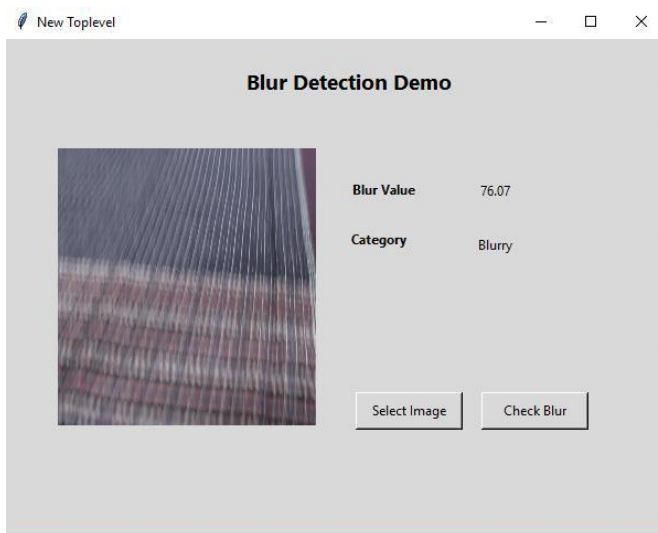 New Toplevel
Blur Detection Demo
Blur Value 76.07
Category Blurry
Select Image Check Blur